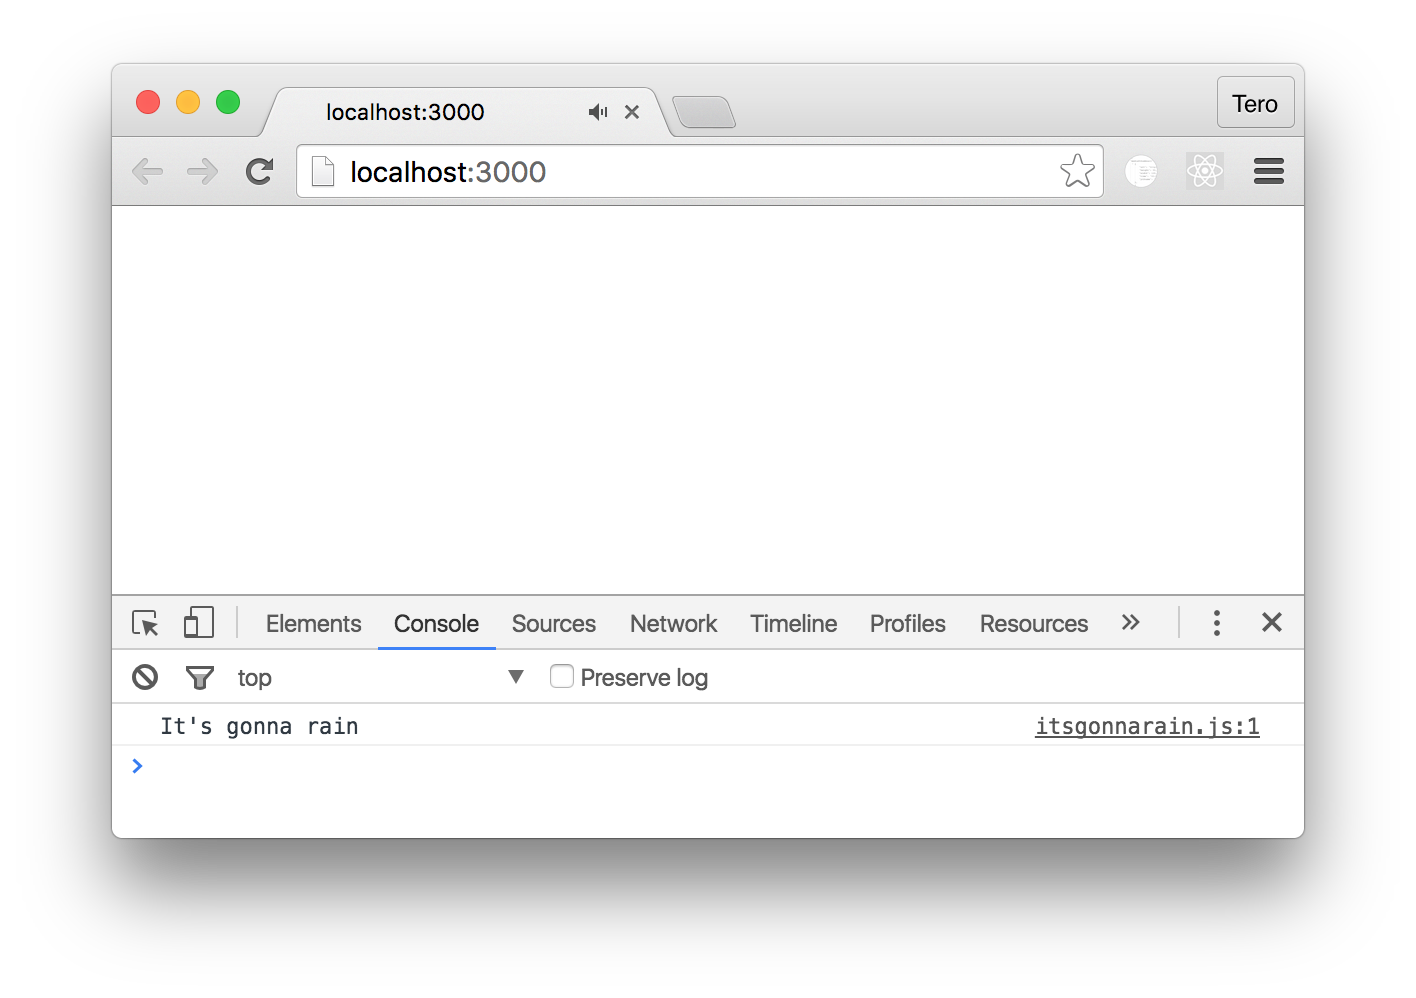 localhost:3000
Tero
localhost:3000
Elements Console Sources Network Timeline Profiles Resources
top Preserve log
It's gonna rain itsgonnarain.js:1